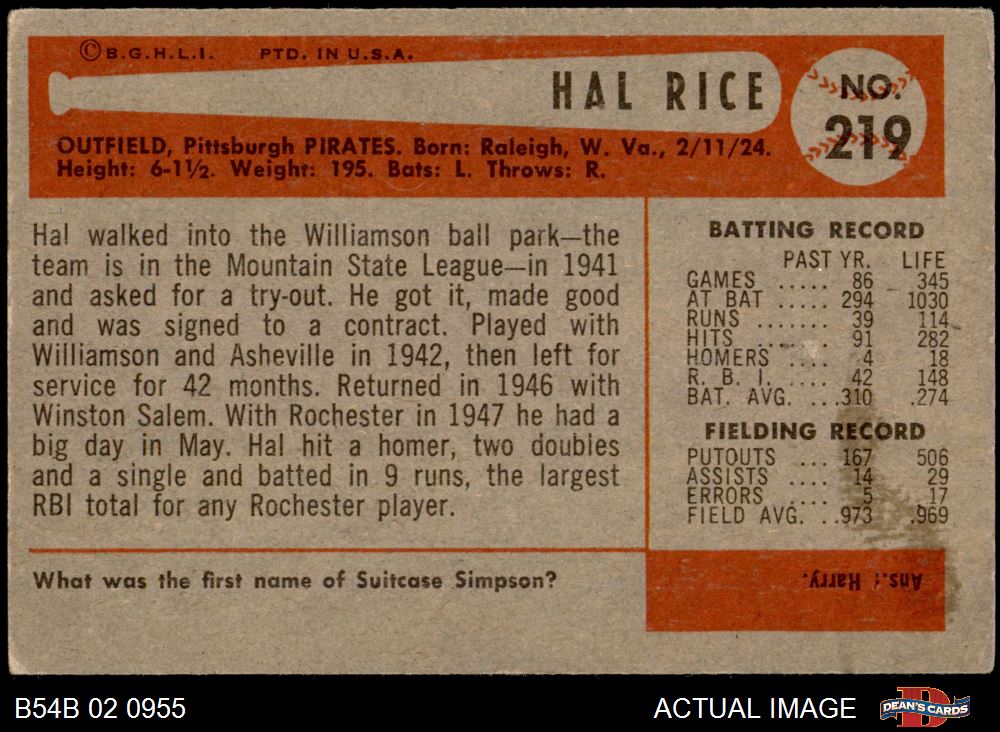 ©B.G.H.L.I. PTD. IN U.S.A.
HAL RICE
NO.
219
OUTFIELD, Pittsburgh PIRATES. Born: Raleigh, W. Va., 2/11/24.
Height: 6-1½. Weight: 195. Bats: L. Throws: R.
Hal walked into the Williamson ball park—the
team is in the Mountain State League—in 1941
and asked for a try-out. He got it, made good
and was signed to a contract. Played with
Williamson and Asheville in 1942, then left for
service for 42 months. Returned in 1946 with
Winston Salem. With Rochester in 1947 he had a
big day in May. Hal hit a homer, two doubles
and a single and batted in 9 runs, the largest
RBI total for any Rochester player.
BATTING RECORD
PAST YR. LIFE
GAMES ..... 86 345
AT BAT ..... 294 1030
RUNS ....... 39 114
HITS ....... 91 282
HOMERS .... 4 18
R. B. I. .... 42 148
BAT. AVG. ...310 .274
FIELDING RECORD
PUTOUTS ... 167 506
ASSISTS .... 14 29
ERRORS .... 5 17
FIELD AVG. ..973 .969
What was the first name of Suitcase Simpson?
Ans.: Harry.
B54B 02 0955
ACTUAL IMAGE
D
DEAN'S CARDS